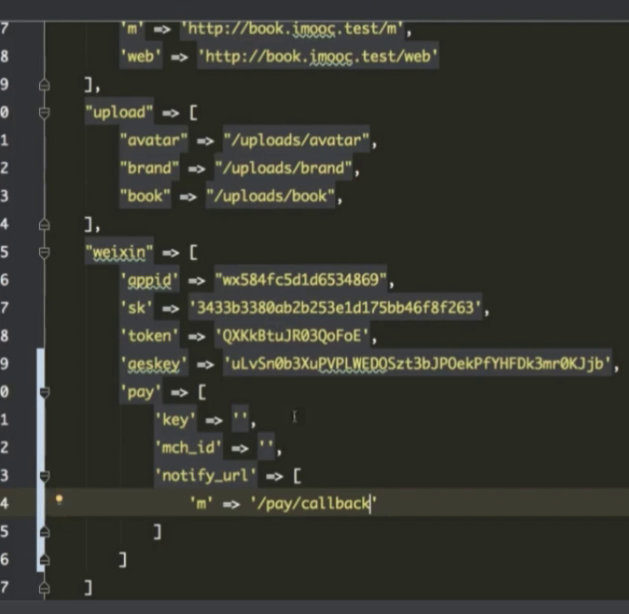 7 'm' => 'http://book.imooc.test/m',
8 'web' => 'http://book.imooc.test/web'
9 ],
0 "upload" => [
1 "avatar" => "/uploads/avatar",
2 "brand" => "/uploads/brand",
3 "book" => "/uploads/book",
4 ],
5 "weixin" => [
6 'appid' => "wx584fc5d1d6534869",
7 'sk' => '3433b3380ab2b253e1d175bb46f8f263',
8 'token' => 'QXKkBtuJR03QoFoE',
9 'aeskey' => 'uLvSn0b3XuPVPLWEDOSzt3bJPOekPfYHFDk3mr0KJjb',
0 'pay' => [
1 'key' => '',
2 'mch_id' => '',
3 'notify_url' => [
4 'm' => '/pay/callback'
5 ]
6 ]
7 ]